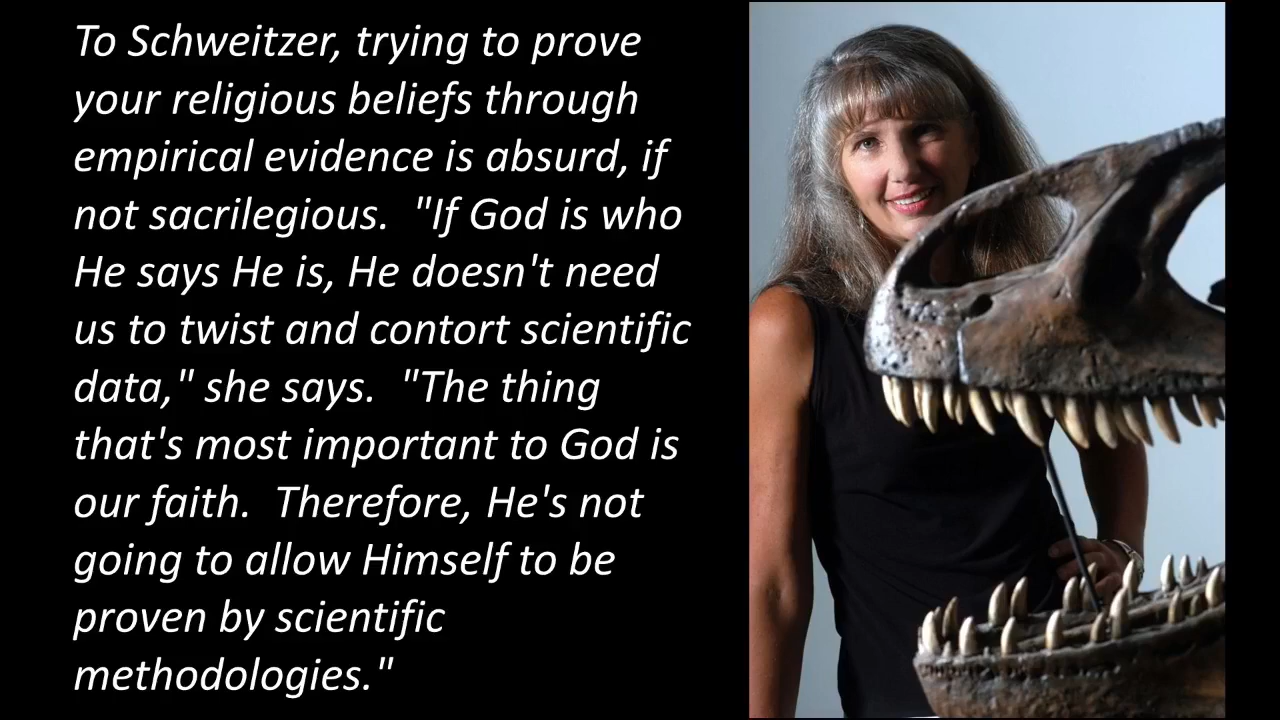 To Schweitzer, trying to prove
your religious beliefs through
empirical evidence is absurd, if
not sacrilegious.  "If God is who
He says He is, He doesn't need
us to twist and contort scientific
data," she says.  "The thing
that's most important to God is
our faith.  Therefore, He's not
going to allow Himself to be
proven by scientific
methodologies."